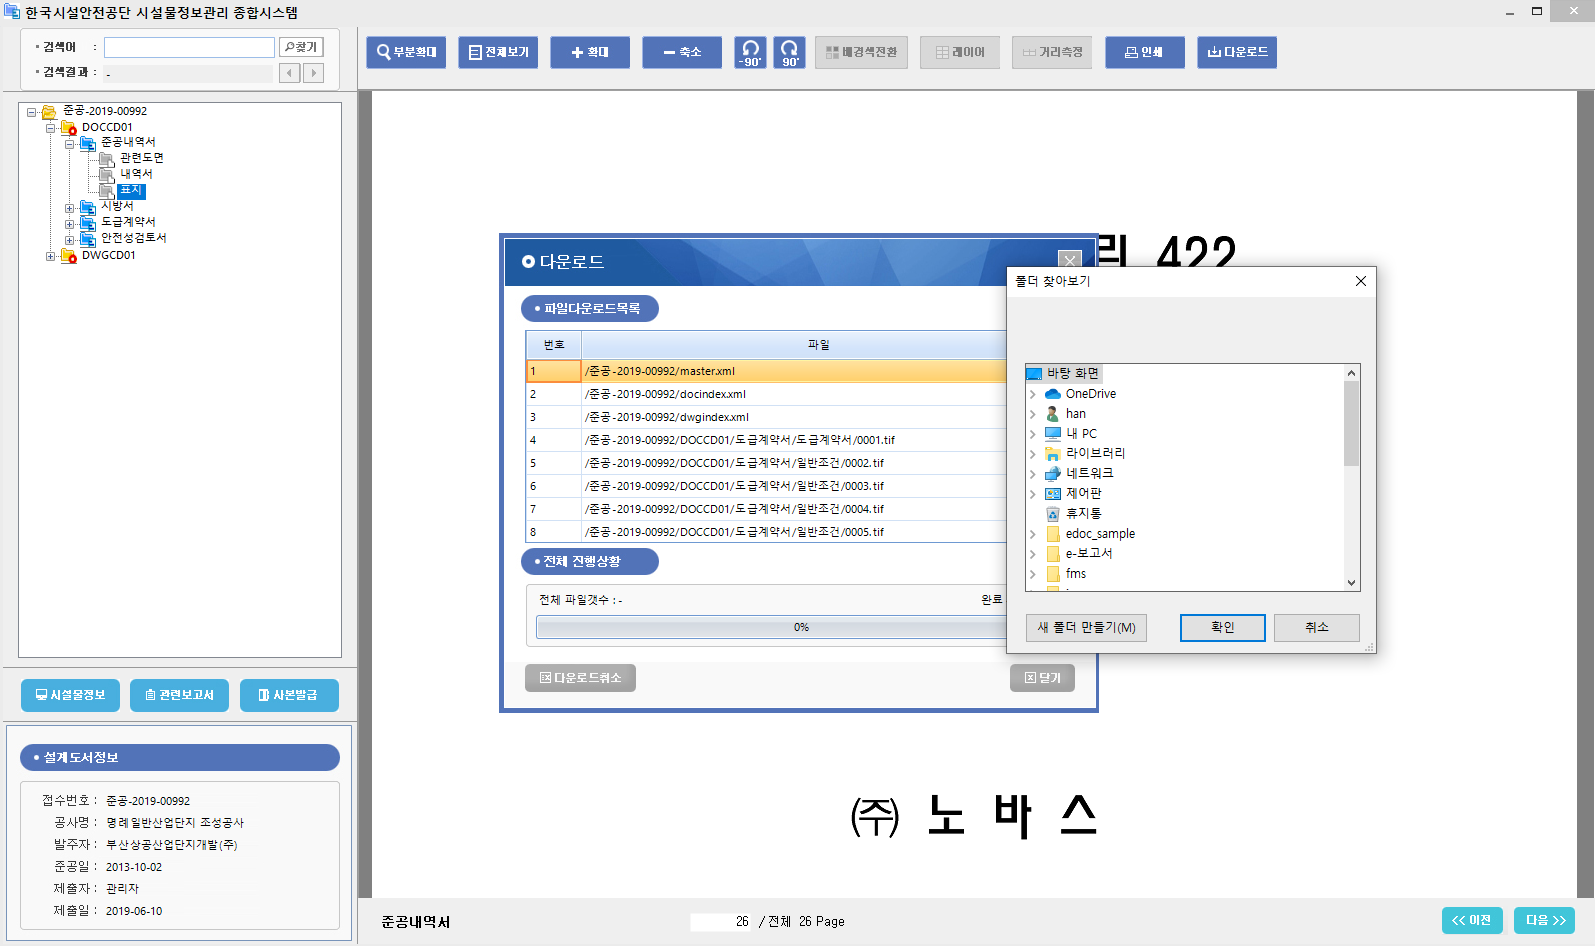 한국시설안전공단 시설물정보관리 종합시스템
검색어 :
찾기
검색결과 : -
부분확대
전체보기
확대
축소
-90°
90°
배경색전환
레이어
거리측정
인쇄
다운로드
준공-2019-00992
DOCCD01
준공내역서
관련도면
내역서
표지
시방서
도급계약서
안전성검토서
DWGCD01
리 422
다운로드
파일다운로드목록
번호 파일
1 /준공-2019-00992/master.xml
2 /준공-2019-00992/docindex.xml
3 /준공-2019-00992/dwgindex.xml
4 /준공-2019-00992/DOCCD01/도급계약서/도급계약서/0001.tif
5 /준공-2019-00992/DOCCD01/도급계약서/일반조건/0002.tif
6 /준공-2019-00992/DOCCD01/도급계약서/일반조건/0003.tif
7 /준공-2019-00992/DOCCD01/도급계약서/일반조건/0004.tif
8 /준공-2019-00992/DOCCD01/도급계약서/일반조건/0005.tif
전체 진행상황
전체 파일갯수 : -
완료
0%
다운로드취소
닫기
폴더 찾아보기
바탕 화면
OneDrive
han
내 PC
라이브러리
네트워크
제어판
휴지통
edoc_sample
e-보고서
fms
새 폴더 만들기(M)
확인
취소
시설물정보
관련보고서
사본발급
설계도서정보
접수번호 : 준공-2019-00992
공사명 : 명례일반산업단지 조성공사
발주자 : 부산상공산업단지개발(주)
준공일 : 2013-10-02
제출자 : 관리자
제출일 : 2019-06-10
㈜ 노 바 스
준공내역서
26 / 전체 26 Page
<< 이전
다음 >>